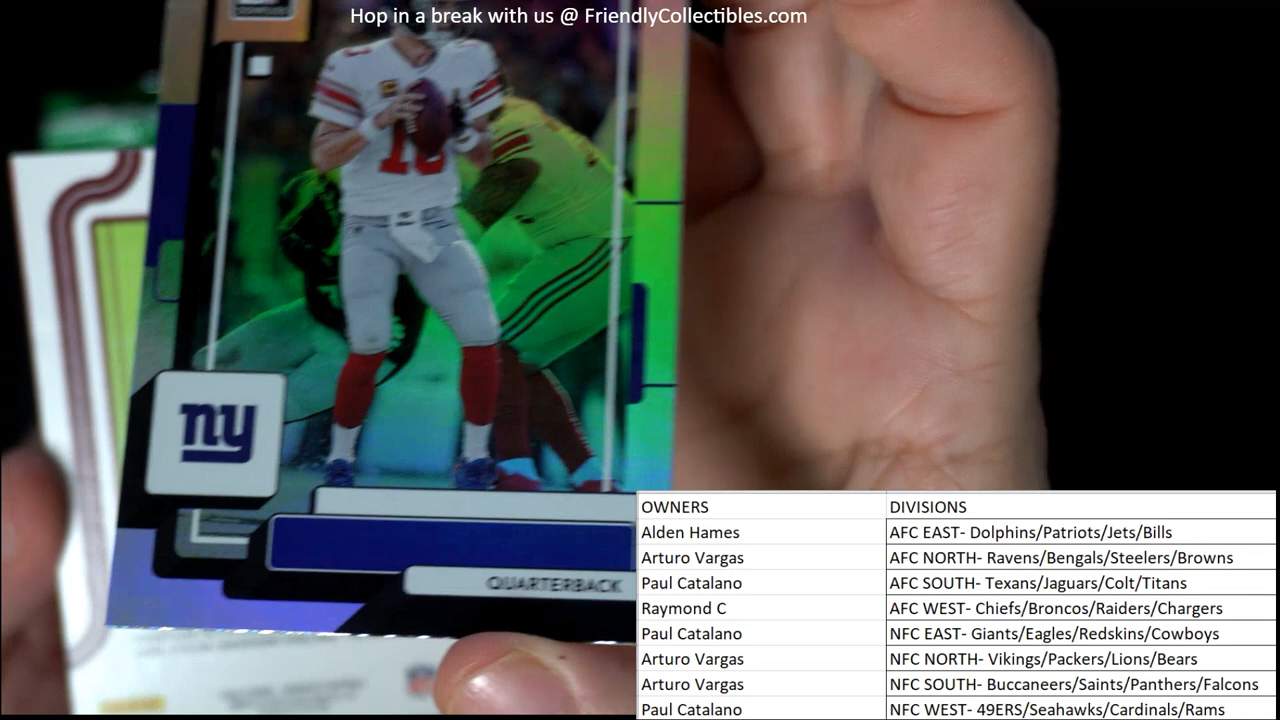 Hop in a break with us @ FriendlyCollectibles.com
10
ny
QUARTERBACK
OWNERS DIVISIONS
Alden Hames AFC EAST- Dolphins/Patriots/Jets/Bills
Arturo Vargas AFC NORTH- Ravens/Bengals/Steelers/Browns
Paul Catalano AFC SOUTH- Texans/Jaguars/Colt/Titans
Raymond C AFC WEST- Chiefs/Broncos/Raiders/Chargers
Paul Catalano NFC EAST- Giants/Eagles/Redskins/Cowboys
Arturo Vargas NFC NORTH- Vikings/Packers/Lions/Bears
Arturo Vargas NFC SOUTH- Buccaneers/Saints/Panthers/Falcons
Paul Catalano NFC WEST- 49ERS/Seahawks/Cardinals/Rams